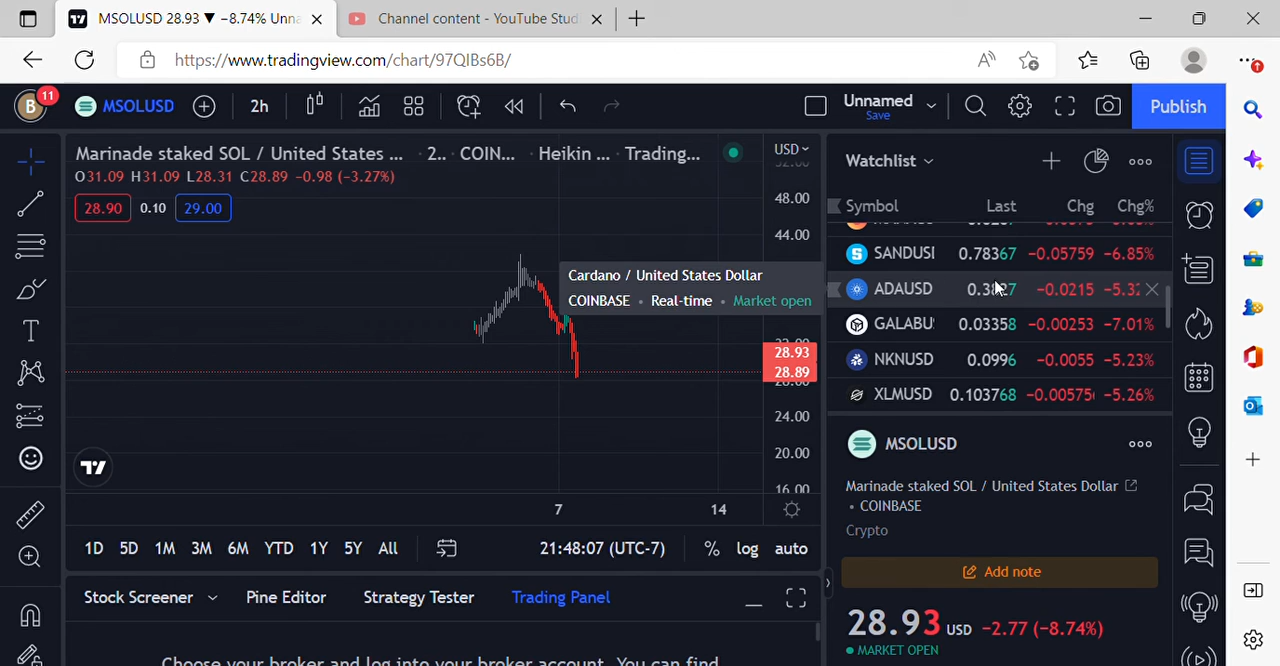 MSOLUSD 28.93 ▼ −8.74% Unna
Channel content - YouTube Stud
https://www.tradingview.com/chart/97QIBs6B/
B
11
MSOLUSD
2h
Unnamed
Save
Publish
Marinade staked SOL / United States ... · 2.. · COIN... · Heikin ... · Trading...
O31.09 H31.09 L28.31 C28.89 −0.98 (−3.27%)
28.90 0.10 29.00
USD
48.00
44.00
28.93
28.89
24.00
20.00
16.00
7
14
Cardano / United States Dollar
COINBASE • Real-time • Market open
Watchlist
Symbol Last Chg Chg%
SANDUSI 0.78367 −0.05759 −6.85%
ADAUSD −0.0215 −5.32
GALABU 0.03358 −0.00253 −7.01%
NKNUSD 0.0996 −0.0055 −5.23%
XLMUSD 0.103768 −0.00575 −5.26%
MSOLUSD
Marinade staked SOL / United States Dollar
• COINBASE
Crypto
Add note
28.93 USD −2.77 (−8.74%)
MARKET OPEN
1D 5D 1M 3M 6M YTD 1Y 5Y All
21:48:07 (UTC-7) % log auto
Stock Screener Pine Editor Strategy Tester Trading Panel
Choose your broker and log into your broker account. You can find